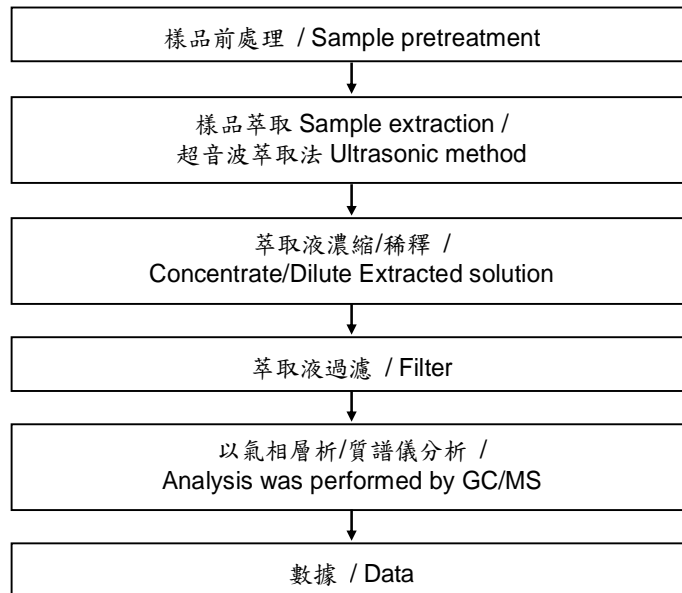 樣品前處理 / Sample pretreatment
樣品萃取 Sample extraction /
超音波萃取法 Ultrasonic method
萃取液濃縮/稀釋 /
Concentrate/Dilute Extracted solution
萃取液過濾 / Filter
以氣相層析/質譜儀分析 /
Analysis was performed by GC/MS
數據 / Data